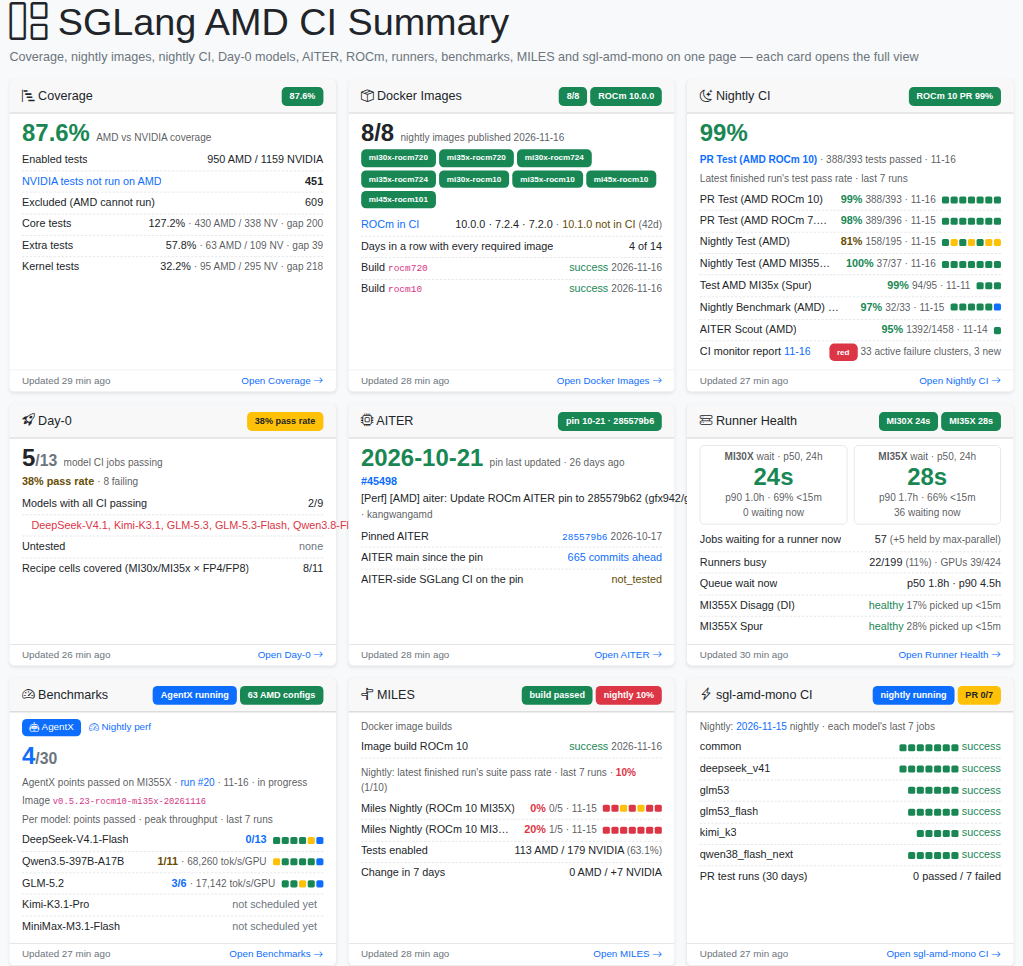 SGLang AMD CI Summary
Coverage, nightly images, nightly CI, Day-0 models, AITER, ROCm, runners, benchmarks, MILES and sgl-amd-mono on one page — each card opens the full view
Coverage 87.6%
87.6% AMD vs NVIDIA coverage
Enabled tests 950 AMD / 1159 NVIDIA
NVIDIA tests not run on AMD 451
Excluded (AMD cannot run) 609
Core tests 127.2% · 430 AMD / 338 NV · gap 200
Extra tests 57.8% · 63 AMD / 109 NV · gap 39
Kernel tests 32.2% · 95 AMD / 295 NV · gap 218
Updated 29 min ago Open Coverage →
Docker Images 8/8 ROCm 10.0.0
8/8 nightly images published 2026-11-16
mi30x-rocm720 mi35x-rocm720 mi30x-rocm724
mi35x-rocm724 mi30x-rocm10 mi35x-rocm10 mi45x-rocm10
mi45x-rocm101
ROCm in CI 10.0.0 · 7.2.4 · 7.2.0 · 10.1.0 not in CI (42d)
Days in a row with every required image 4 of 14
Build rocm720 success 2026-11-16
Build rocm10 success 2026-11-16
Updated 28 min ago Open Docker Images →
Nightly CI ROCm 10 PR 99%
99%
PR Test (AMD ROCm 10) · 388/393 tests passed · 11-16
Latest finished run's test pass rate · last 7 runs
PR Test (AMD ROCm 10) 99% 388/393 · 11-16
PR Test (AMD ROCm 7.… 98% 389/396 · 11-15
Nightly Test (AMD) 81% 158/195 · 11-15
Nightly Test (AMD MI355… 100% 37/37 · 11-16
Test AMD MI35x (Spur) 99% 94/95 · 11-11
Nightly Benchmark (AMD) … 97% 32/33 · 11-15
AITER Scout (AMD) 95% 1392/1458 · 11-14
CI monitor report 11-16 red 33 active failure clusters, 3 new
Updated 27 min ago Open Nightly CI →
Day-0 38% pass rate
5/13 model CI jobs passing
38% pass rate · 8 failing
Models with all CI passing 2/9
DeepSeek-V4.1, Kimi-K3.1, GLM-5.3, GLM-5.3-Flash, Qwen3.8-Fl
Untested none
Recipe cells covered (MI30x/MI35x × FP4/FP8) 8/11
Updated 26 min ago Open Day-0 →
AITER pin 10-21 · 285579b6
2026-10-21 pin last updated · 26 days ago
#45498
[Perf] [AMD] aiter: Update ROCm AITER pin to 285579b62 (gfx942/g
· kangwangamd
Pinned AITER 285579b6 2026-10-17
AITER main since the pin 665 commits ahead
AITER-side SGLang CI on the pin not_tested
Updated 28 min ago Open AITER →
Runner Health MI30X 24s MI35X 28s
MI30X wait · p50, 24h
24s
p90 1.0h · 69% <15m
0 waiting now
MI35X wait · p50, 24h
28s
p90 1.7h · 66% <15m
36 waiting now
Jobs waiting for a runner now 57 (+5 held by max-parallel)
Runners busy 22/199 (11%) · GPUs 39/424
Queue wait now p50 1.8h · p90 4.5h
MI355X Disagg (DI) healthy 17% picked up <15m
MI355X Spur healthy 28% picked up <15m
Updated 30 min ago Open Runner Health →
Benchmarks AgentX running 63 AMD configs
AgentX Nightly perf
4/30
AgentX points passed on MI355X · run #20 · 11-16 · in progress
Image v0.5.23-rocm10-mi35x-20261116
Per model: points passed · peak throughput · last 7 runs
DeepSeek-V4.1-Flash 0/13
Qwen3.5-397B-A17B 1/11 · 68,260 tok/s/GPU
GLM-5.2 3/6 · 17,142 tok/s/GPU
Kimi-K3.1-Pro not scheduled yet
MiniMax-M3.1-Flash not scheduled yet
Updated 27 min ago Open Benchmarks →
MILES build passed nightly 10%
Docker image builds
Image build ROCm 10 success 2026-11-16
Nightly: latest finished run's suite pass rate · last 7 runs · 10%
(1/10)
Miles Nightly (ROCm 10 MI35X) 0% 0/5 · 11-15
Miles Nightly (ROCm 10 MI3… 20% 1/5 · 11-15
Tests enabled 113 AMD / 179 NVIDIA (63.1%)
Change in 7 days 0 AMD / +7 NVIDIA
Updated 28 min ago Open MILES →
sgl-amd-mono CI nightly running PR 0/7
Nightly: 2026-11-15 nightly · each model's last 7 jobs
common success
deepseek_v41 success
glm53 success
glm53_flash success
kimi_k3 success
qwen38_flash_next success
PR test runs (30 days) 0 passed / 7 failed
Updated 27 min ago Open sgl-amd-mono CI →